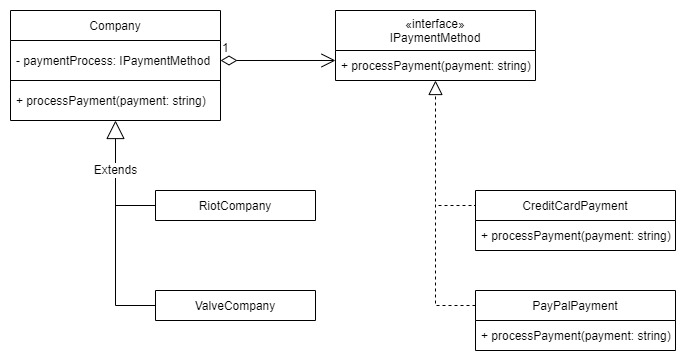 Company
- paymentProcess: IPaymentMethod
+ processPayment(payment: string)
1
«interface»
IPaymentMethod
+ processPayment(payment: string)
Extends
RiotCompany
ValveCompany
CreditCardPayment
+ processPayment(payment: string)
PayPalPayment
+ processPayment(payment: string)